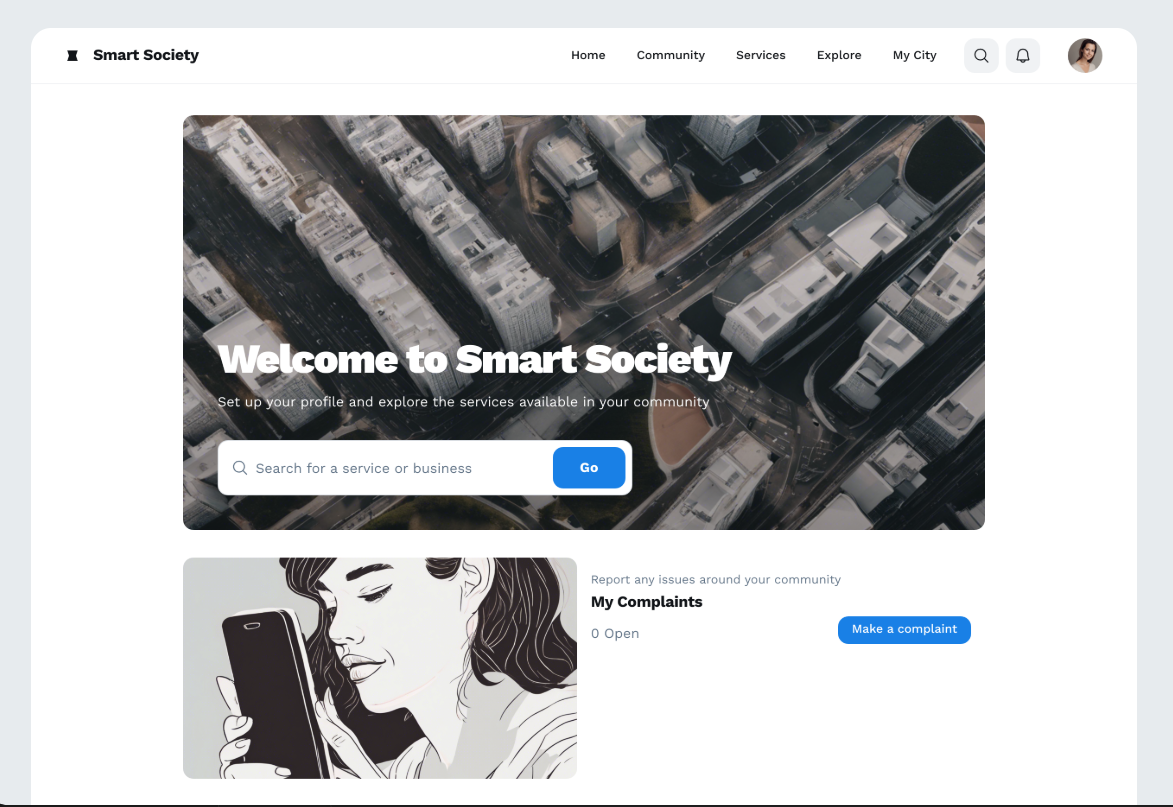 Smart Society
Home Community Services Explore My City
Welcome to Smart Society
Set up your profile and explore the services available in your community
Search for a service or business
Go
Report any issues around your community
My Complaints
0 Open
Make a complaint